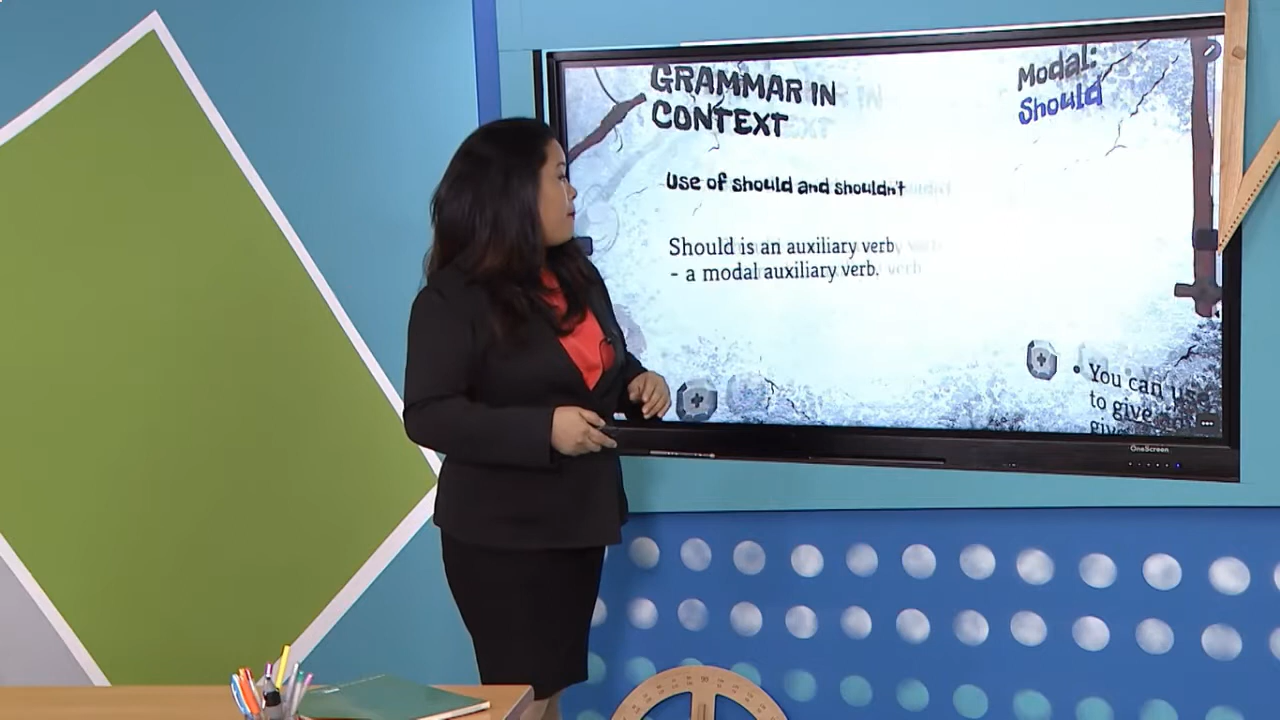 GRAMMAR IN
CONTEXT
Modal:
Should
Use of should and shouldn't
Should is an auxiliary verb
- a modal auxiliary verb.
• You can use
to give
give
OneScreen